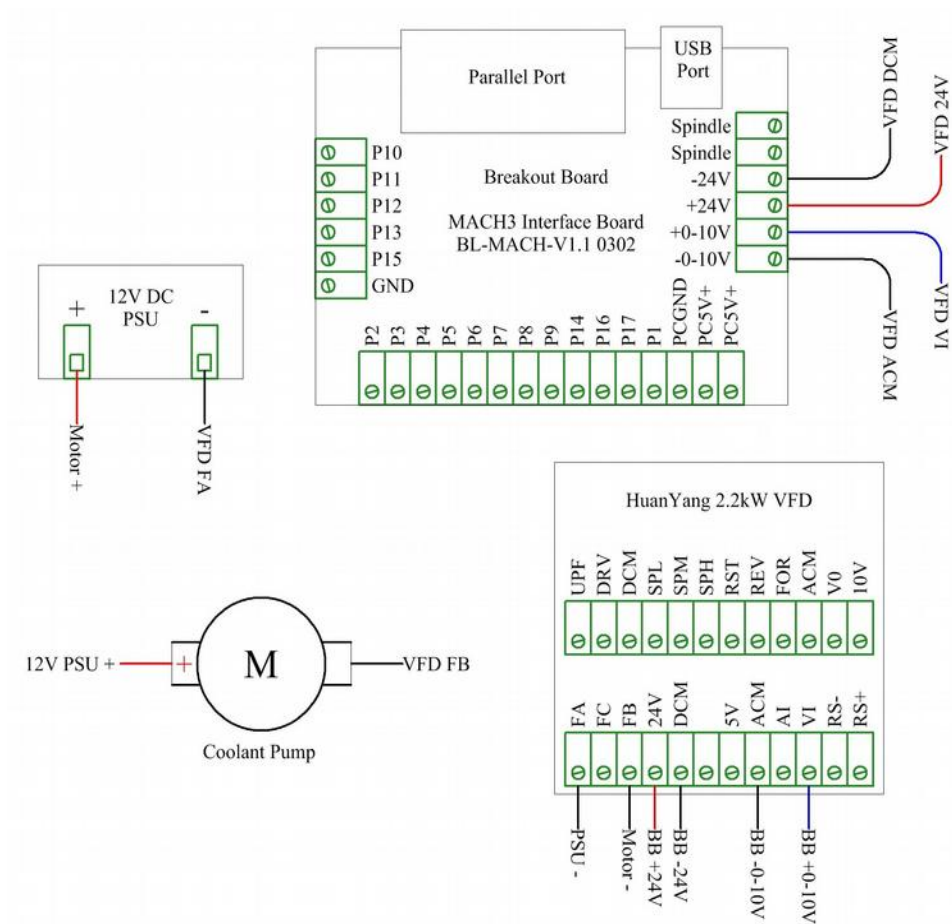 Parallel Port
USB
Port
VFD DCM
VFD 24V
Spindle
Spindle
-24V
+24V
+0-10V
-0-10V
P10
P11
P12
P13
P15
GND
Breakout Board
MACH3 Interface Board
BL-MACH-V1.1 0302
VFD VI
VFD ACM
P2
P3
P4
P5
P6
P7
P8
P9
P14
P16
P17
P1
PCGND
PC5V+
PC5V+
+
12V DC
PSU
-
Motor +
VFD FA
HuanYang 2.2kW VFD
UPF
DRV
DCM
SPL
SPM
SPH
RST
REV
FOR
ACM
V0
10V
12V PSU +
+
M
VFD FB
Coolant Pump
FA
FC
FB
24V
DCM
5V
ACM
AI
VI
RS-
RS+
PSU -
Motor -
BB +24V
BB -24V
BB -0-10V
BB +0-10V